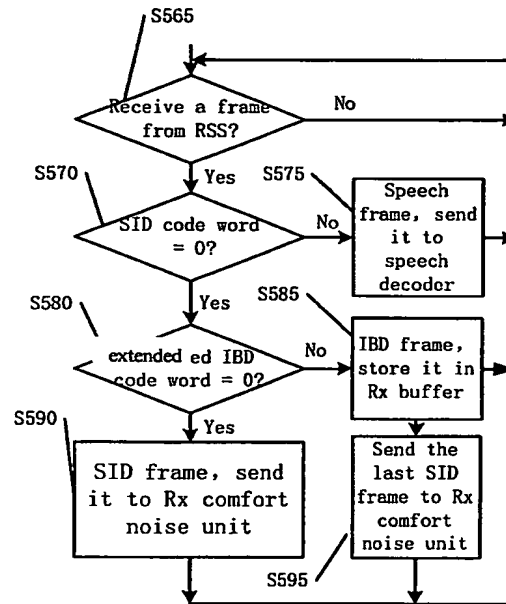 S565
Receive a frame
from RSS?
No
Yes
S570
SID code word
= 0?
No
S575
Speech
frame, send
it to
speech
decoder
Yes
S580
extended ed IBD
code word = 0?
No
S585
IBD frame,
store it in
Rx buffer
Yes
S590
SID frame, send
it to Rx comfort
noise unit
Send the
last SID
frame to Rx
comfort
noise unit
S595